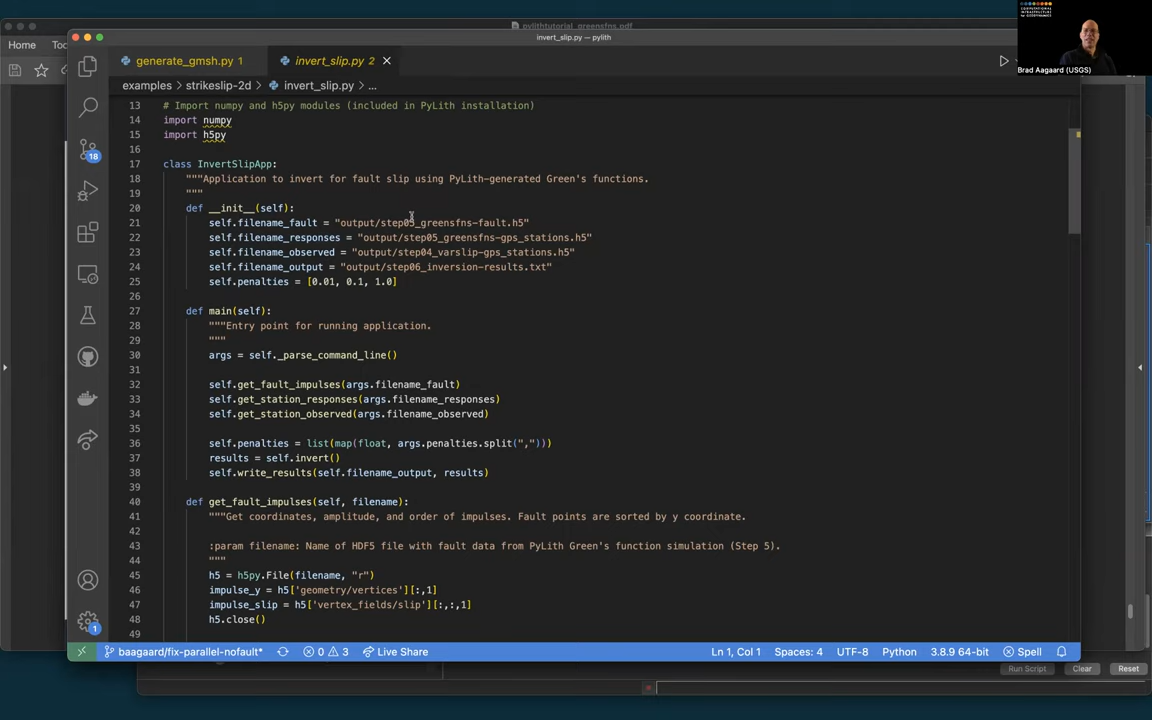 pylithtutorial_greensfns.pdf
Home
invert_slip.py — pylith
COMPUTATIONAL
INFRASTRUCTURE
for GEODYNAMICS
Brad Aagaard (USGS)
generate_gmsh.py 1
invert_slip.py 2
examples > strikeslip-2d > invert_slip.py > ...
13 # Import numpy and h5py modules (included in PyLith installation)
14 import numpy
15 import h5py
16
17 class InvertSlipApp:
18 """Application to invert for fault slip using PyLith-generated Green's functions.
19 """
20 def __init__(self):
21 self.filename_fault = "output/step05_greensfns-fault.h5"
22 self.filename_responses = "output/step05_greensfns-gps_stations.h5"
23 self.filename_observed = "output/step04_varslip-gps_stations.h5"
24 self.filename_output = "output/step06_inversion-results.txt"
25 self.penalties = [0.01, 0.1, 1.0]
26
27 def main(self):
28 """Entry point for running application.
29 """
30 args = self._parse_command_line()
31
32 self.get_fault_impulses(args.filename_fault)
33 self.get_station_responses(args.filename_responses)
34 self.get_station_observed(args.filename_observed)
35
36 self.penalties = list(map(float, args.penalties.split(",")))
37 results = self.invert()
38 self.write_results(self.filename_output, results)
39
40 def get_fault_impulses(self, filename):
41 """Get coordinates, amplitude, and order of impulses. Fault points are sorted by y coordinate.
42
43 :param filename: Name of HDF5 file with fault data from PyLith Green's function simulation (Step 5).
44 """
45 h5 = h5py.File(filename, "r")
46 impulse_y = h5['geometry/vertices'][:,1]
47 impulse_slip = h5['vertex_fields/slip'][:,:,1]
48 h5.close()
49
18
1
baagaard/fix-parallel-nofault* 0 3 Live Share Ln 1, Col 1 Spaces: 4 UTF-8 Python 3.8.9 64-bit Spell
Run Script Clear Reset